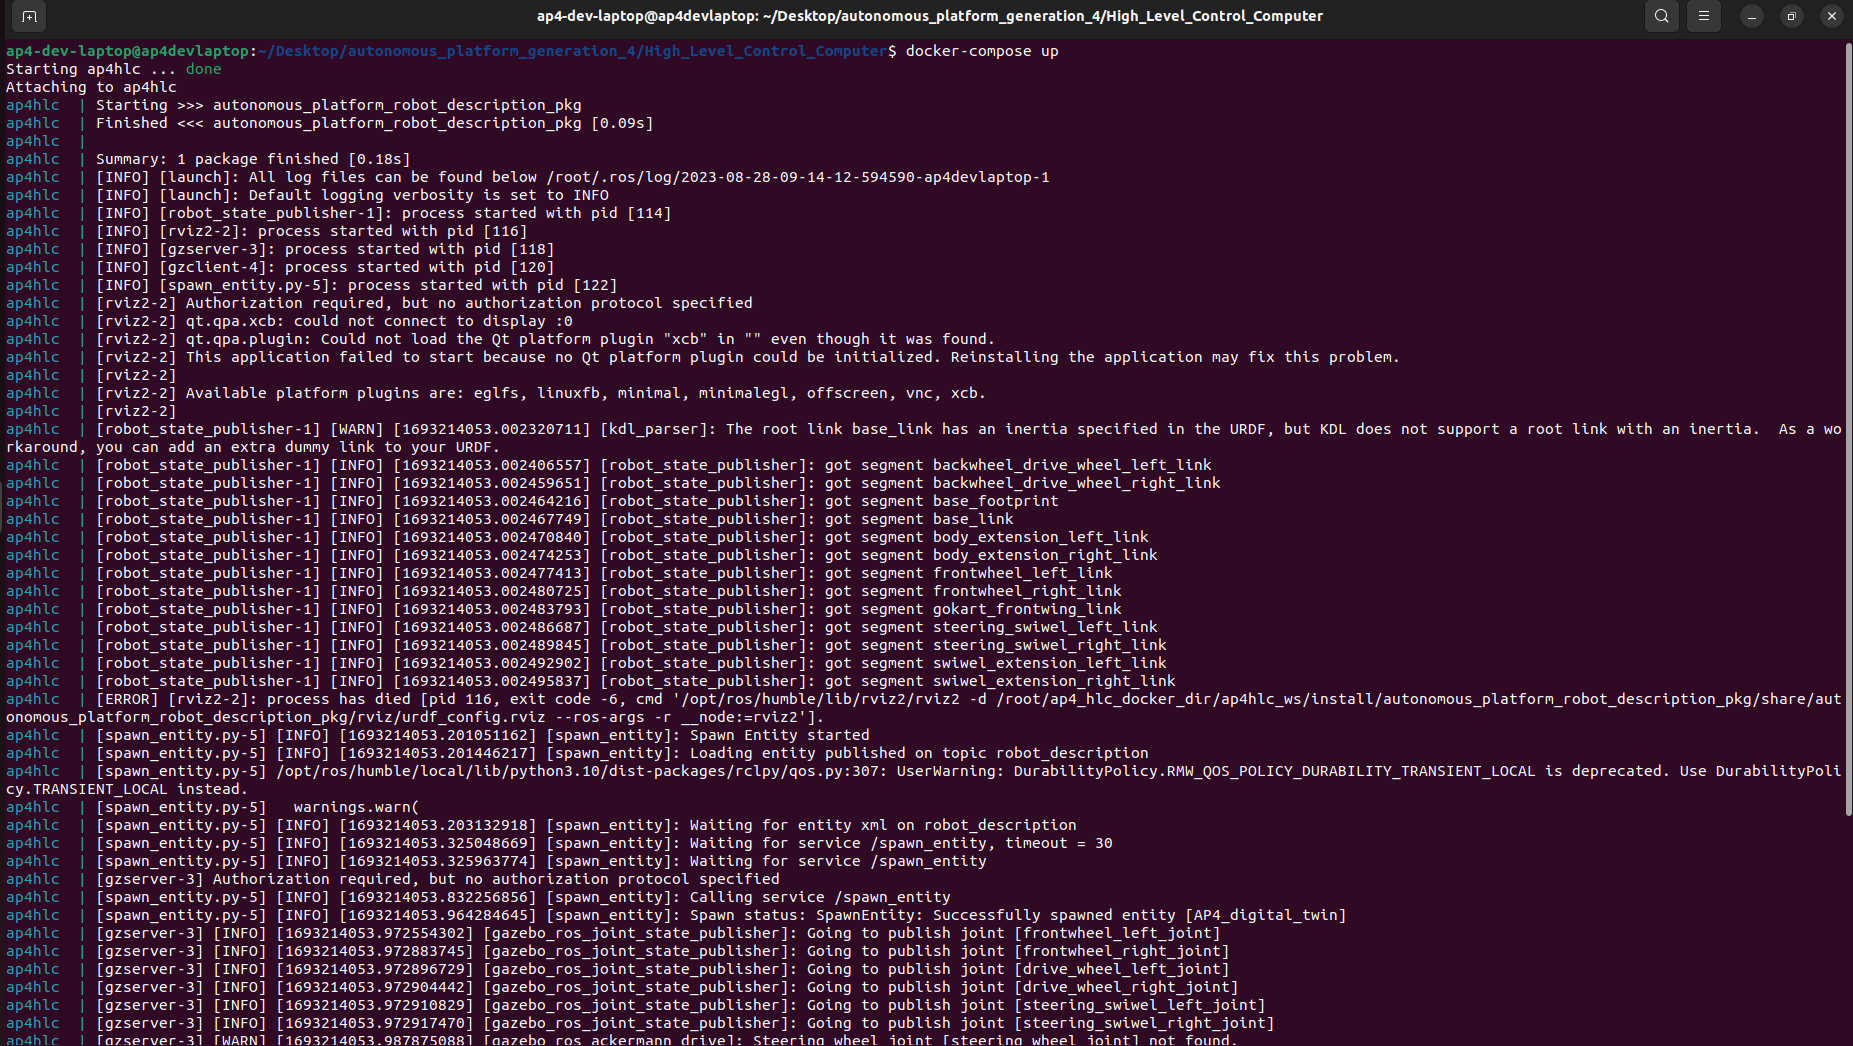 ap4-dev-laptop@ap4devlaptop: ~/Desktop/autonomous_platform_generation_4/High_Level_Control_Computer
ap4-dev-laptop@ap4devlaptop:~/Desktop/autonomous_platform_generation_4/High_Level_Control_Computer$ docker-compose up
Starting ap4hlc ... done
Attaching to ap4hlc
ap4hlc  | Starting >>> autonomous_platform_robot_description_pkg
ap4hlc  | Finished <<< autonomous_platform_robot_description_pkg [0.09s]
ap4hlc  |
ap4hlc  | Summary: 1 package finished [0.18s]
ap4hlc  | [INFO] [launch]: All log files can be found below /root/.ros/log/2023-08-28-09-14-12-594590-ap4devlaptop-1
ap4hlc  | [INFO] [launch]: Default logging verbosity is set to INFO
ap4hlc  | [INFO] [robot_state_publisher-1]: process started with pid [114]
ap4hlc  | [INFO] [rviz2-2]: process started with pid [116]
ap4hlc  | [INFO] [gzserver-3]: process started with pid [118]
ap4hlc  | [INFO] [gzclient-4]: process started with pid [120]
ap4hlc  | [INFO] [spawn_entity.py-5]: process started with pid [122]
ap4hlc  | [rviz2-2] Authorization required, but no authorization protocol specified
ap4hlc  | [rviz2-2] qt.qpa.xcb: could not connect to display :0
ap4hlc  | [rviz2-2] qt.qpa.plugin: Could not load the Qt platform plugin "xcb" in "" even though it was found.
ap4hlc  | [rviz2-2] This application failed to start because no Qt platform plugin could be initialized. Reinstalling the application may fix this problem.
ap4hlc  | [rviz2-2]
ap4hlc  | [rviz2-2] Available platform plugins are: eglfs, linuxfb, minimal, minimalegl, offscreen, vnc, xcb.
ap4hlc  | [rviz2-2]
ap4hlc  | [robot_state_publisher-1] [WARN] [1693214053.002320711] [kdl_parser]: The root link base_link has an inertia specified in the URDF, but KDL does not support a root link with an inertia.  As a wo
rkaround, you can add an extra dummy link to your URDF.
ap4hlc  | [robot_state_publisher-1] [INFO] [1693214053.002406557] [robot_state_publisher]: got segment backwheel_drive_wheel_left_link
ap4hlc  | [robot_state_publisher-1] [INFO] [1693214053.002459651] [robot_state_publisher]: got segment backwheel_drive_wheel_right_link
ap4hlc  | [robot_state_publisher-1] [INFO] [1693214053.002464216] [robot_state_publisher]: got segment base_footprint
ap4hlc  | [robot_state_publisher-1] [INFO] [1693214053.002467749] [robot_state_publisher]: got segment base_link
ap4hlc  | [robot_state_publisher-1] [INFO] [1693214053.002470840] [robot_state_publisher]: got segment body_extension_left_link
ap4hlc  | [robot_state_publisher-1] [INFO] [1693214053.002474253] [robot_state_publisher]: got segment body_extension_right_link
ap4hlc  | [robot_state_publisher-1] [INFO] [1693214053.002477413] [robot_state_publisher]: got segment frontwheel_left_link
ap4hlc  | [robot_state_publisher-1] [INFO] [1693214053.002480725] [robot_state_publisher]: got segment frontwheel_right_link
ap4hlc  | [robot_state_publisher-1] [INFO] [1693214053.002483793] [robot_state_publisher]: got segment gokart_frontwing_link
ap4hlc  | [robot_state_publisher-1] [INFO] [1693214053.002486687] [robot_state_publisher]: got segment steering_swiwel_left_link
ap4hlc  | [robot_state_publisher-1] [INFO] [1693214053.002489845] [robot_state_publisher]: got segment steering_swiwel_right_link
ap4hlc  | [robot_state_publisher-1] [INFO] [1693214053.002492902] [robot_state_publisher]: got segment swiwel_extension_left_link
ap4hlc  | [robot_state_publisher-1] [INFO] [1693214053.002495837] [robot_state_publisher]: got segment swiwel_extension_right_link
ap4hlc  | [ERROR] [rviz2-2]: process has died [pid 116, exit code -6, cmd '/opt/ros/humble/lib/rviz2/rviz2 -d /root/ap4_hlc_docker_dir/ap4hlc_ws/install/autonomous_platform_robot_description_pkg/share/aut
onomous_platform_robot_description_pkg/rviz/urdf_config.rviz --ros-args -r __node:=rviz2'].
ap4hlc  | [spawn_entity.py-5] [INFO] [1693214053.201051162] [spawn_entity]: Spawn Entity started
ap4hlc  | [spawn_entity.py-5] [INFO] [1693214053.201446217] [spawn_entity]: Loading entity published on topic robot_description
ap4hlc  | [spawn_entity.py-5] /opt/ros/humble/local/lib/python3.10/dist-packages/rclpy/qos.py:307: UserWarning: DurabilityPolicy.RMW_QOS_POLICY_DURABILITY_TRANSIENT_LOCAL is deprecated. Use DurabilityPoli
cy.TRANSIENT_LOCAL instead.
ap4hlc  | [spawn_entity.py-5]   warnings.warn(
ap4hlc  | [spawn_entity.py-5] [INFO] [1693214053.203132918] [spawn_entity]: Waiting for entity xml on robot_description
ap4hlc  | [spawn_entity.py-5] [INFO] [1693214053.325048669] [spawn_entity]: Waiting for service /spawn_entity, timeout = 30
ap4hlc  | [spawn_entity.py-5] [INFO] [1693214053.325963774] [spawn_entity]: Waiting for service /spawn_entity
ap4hlc  | [gzserver-3] Authorization required, but no authorization protocol specified
ap4hlc  | [spawn_entity.py-5] [INFO] [1693214053.832256856] [spawn_entity]: Calling service /spawn_entity
ap4hlc  | [spawn_entity.py-5] [INFO] [1693214053.964284645] [spawn_entity]: Spawn status: SpawnEntity: Successfully spawned entity [AP4_digital_twin]
ap4hlc  | [gzserver-3] [INFO] [1693214053.972554302] [gazebo_ros_joint_state_publisher]: Going to publish joint [frontwheel_left_joint]
ap4hlc  | [gzserver-3] [INFO] [1693214053.972883745] [gazebo_ros_joint_state_publisher]: Going to publish joint [frontwheel_right_joint]
ap4hlc  | [gzserver-3] [INFO] [1693214053.972896729] [gazebo_ros_joint_state_publisher]: Going to publish joint [drive_wheel_left_joint]
ap4hlc  | [gzserver-3] [INFO] [1693214053.972904442] [gazebo_ros_joint_state_publisher]: Going to publish joint [drive_wheel_right_joint]
ap4hlc  | [gzserver-3] [INFO] [1693214053.972910829] [gazebo_ros_joint_state_publisher]: Going to publish joint [steering_swiwel_left_joint]
ap4hlc  | [gzserver-3] [INFO] [1693214053.972917470] [gazebo_ros_joint_state_publisher]: Going to publish joint [steering_swiwel_right_joint]
ap4hlc  | [gzserver-3] [WARN] [1693214053.987875088] [gazebo_ros_ackermann_drive]: Steering wheel joint [steering_wheel_joint] not found.